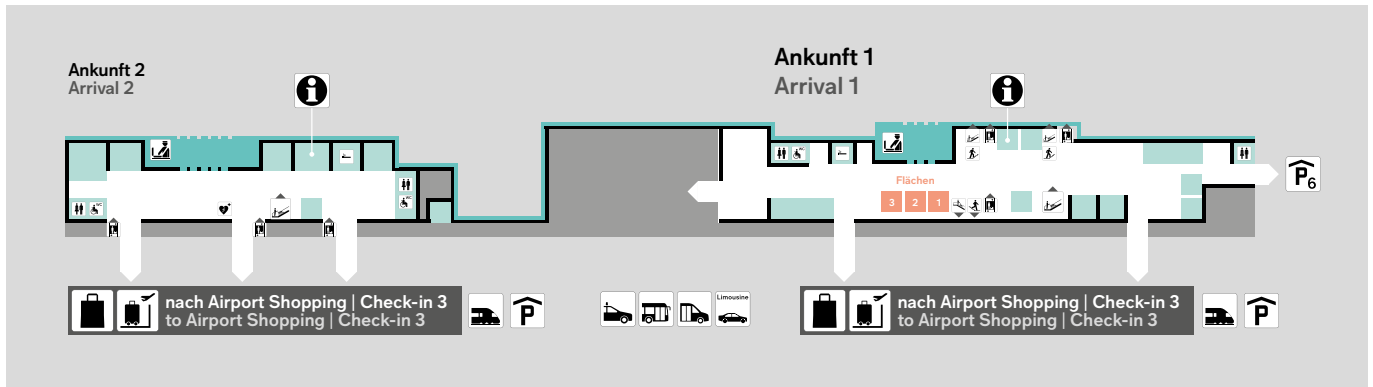 Ankunft 2
Arrival 2
Ankunft 1
Arrival 1
Flächen
3 2 1
P6
nach Airport Shopping | Check-in 3
to Airport Shopping | Check-in 3
P
Limousine
nach Airport Shopping | Check-in 3
to Airport Shopping | Check-in 3
P